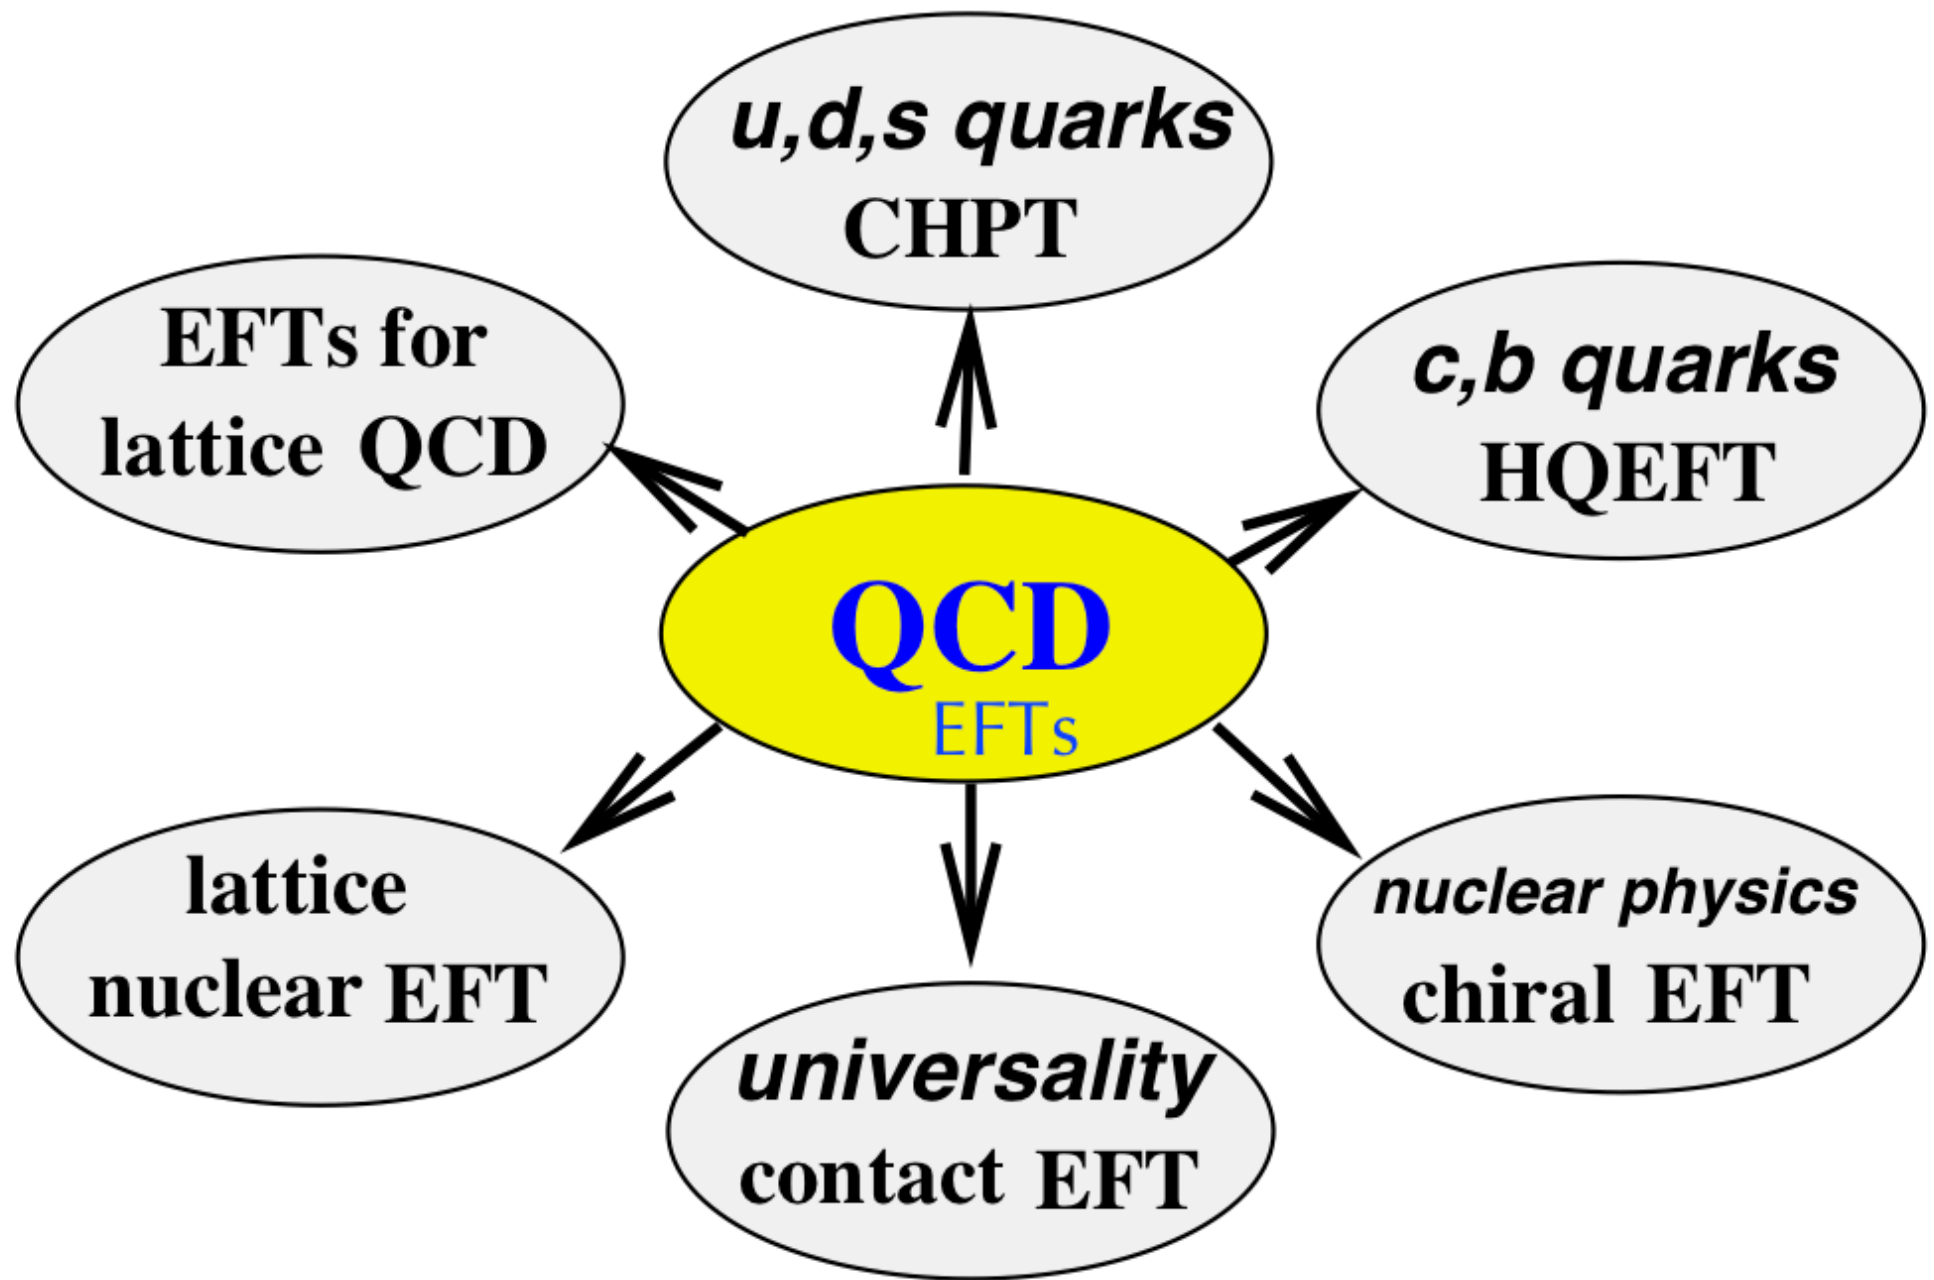 u,d,s quarks
CHPT
EFTs for
lattice QCD
c,b quarks
HQEFT
QCD
EFTs
lattice
nuclear EFT
nuclear physics
chiral EFT
universality
contact EFT